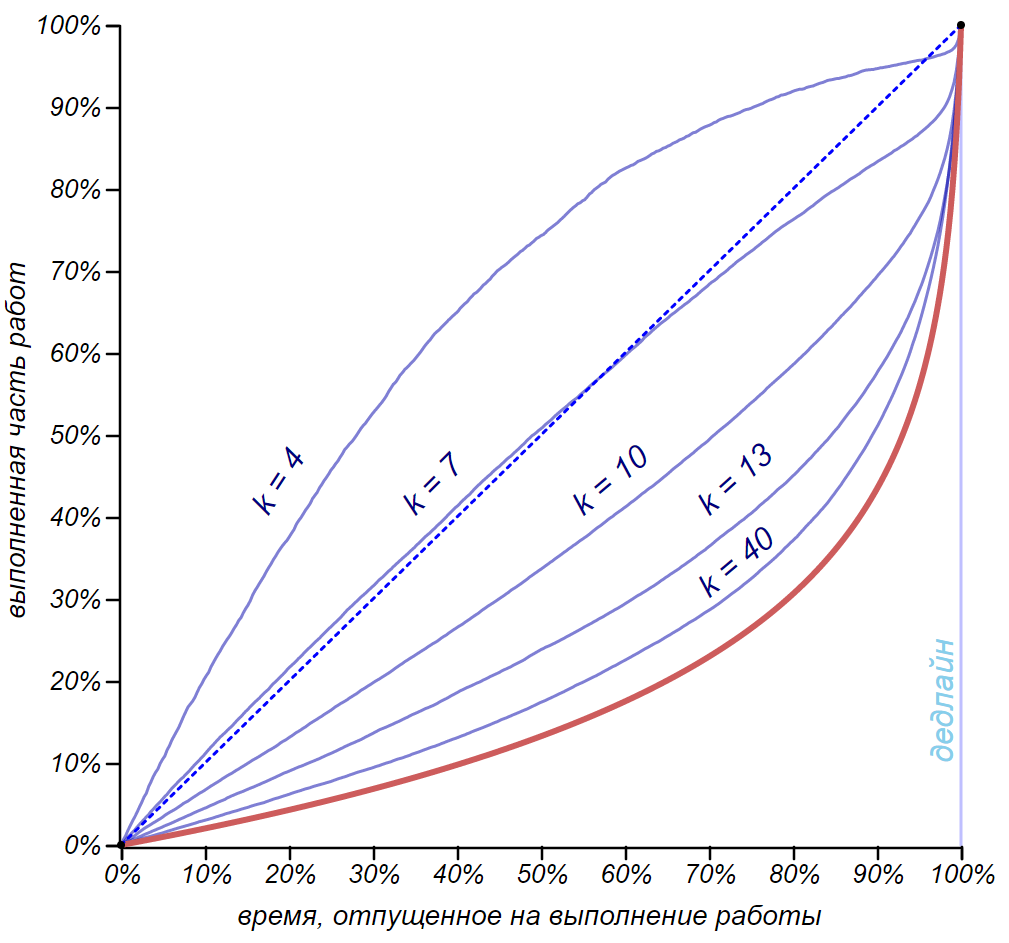 100%
90%
80%
70%
60%
50%
40%
30%
20%
10%
0%
выполненная часть работ
k = 4
k = 7
k = 10
k = 13
k = 40
дедлайн
0% 10% 20% 30% 40% 50% 60% 70% 80% 90% 100%
время, отпущенное на выполнение работы